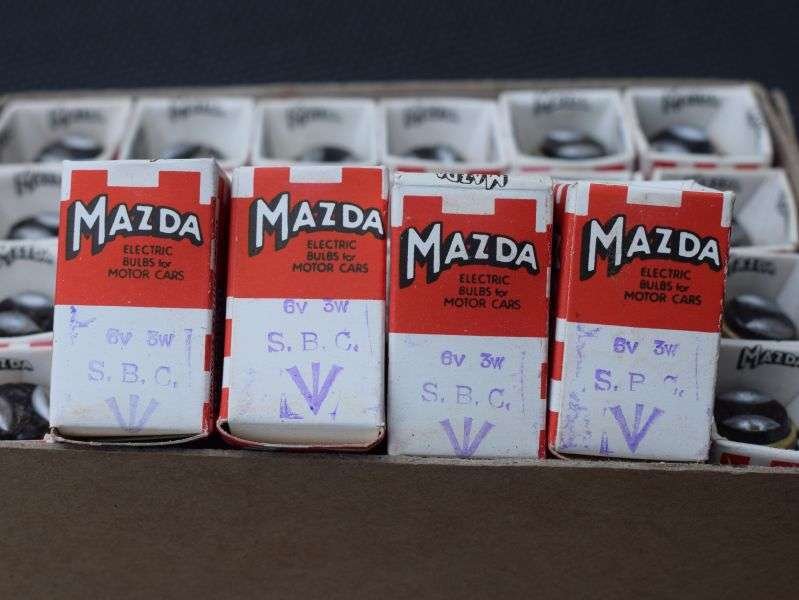 MAZDA
ELECTRIC
BULBS for
MOTOR CARS
6V 3W
S. B. C.
MAZDA
ELECTRIC
BULBS for
MOTOR CARS
6V 3W
S. B. C.
MAZDA
MAZDA
ELECTRIC
BULBS for
MOTOR CARS
6V 3W
S. B. C.
MAZDA
ELECTRIC
BULBS for
MOTOR CARS
6V 3W
MAZDA